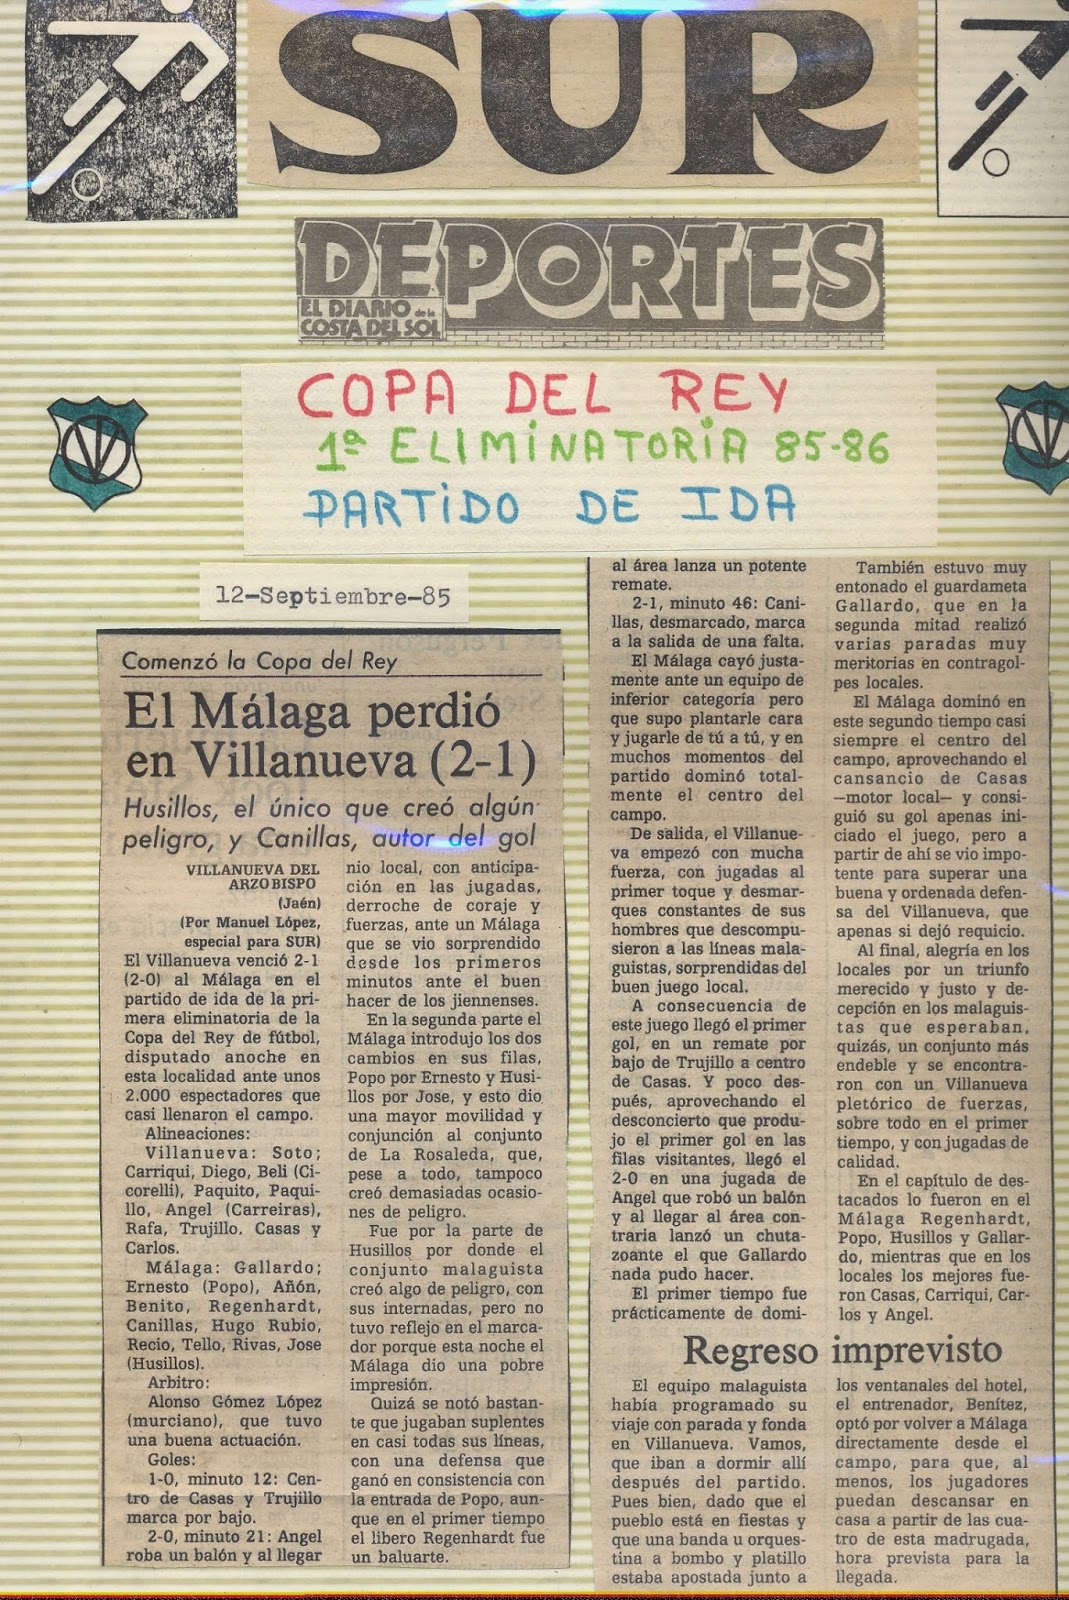 SUR
DEPORTES
EL DIARIO de la
COSTA DEL SOL
COPA DEL REY
1ª ELIMINATORIA 85-86
PARTIDO DE IDA
12-Septiembre-85
Comenzó la Copa del Rey
El Málaga perdió
en Villanueva (2-1)
Husillos, el único que creó algún
peligro, y Canillas, autor del gol
VILLANUEVA DEL
ARZOBISPO
(Jaén)
(Por Manuel López,
especial para SUR)
El Villanueva venció 2-1
(2-0) al Málaga en el
partido de ida de la pri-
mera eliminatoria de la
Copa del Rey de fútbol,
disputado anoche en
esta localidad ante unos
2.000 espectadores que
casi llenaron el campo.
Alineaciones:
Villanueva: Soto;
Carriqui, Diego, Beli (Ci-
corelli), Paquito, Paqui-
llo, Angel (Carreiras),
Rafa, Trujillo, Casas y
Carlos.
Málaga: Gallardo;
Ernesto (Popo), Añón,
Benito, Regenhardt,
Canillas, Hugo Rubio,
Recio, Tello, Rivas, Jose
(Husillos).
Arbitro:
Alonso Gómez López
(murciano), que tuvo
una buena actuación.
Goles:
1-0, minuto 12: Cen-
tro de Casas y Trujillo
marca por bajo.
2-0, minuto 21: Angel
roba un balón y al llegar
al área lanza un potente
remate.
2-1, minuto 46: Cani-
llas, desmarcado, marca
a la salida de una falta.
El Málaga cayó justa-
mente ante un equipo de
inferior categoría pero
que supo plantarle cara
y jugarle de tú a tú, y en
muchos momentos del
partido dominó total-
mente el centro del
campo.
De salida, el Villanue-
va empezó con mucha
fuerza, con jugadas al
primer toque y desmar-
ques constantes de sus
hombres que descompu-
sieron a las líneas mala-
guistas, sorprendidas del
buen juego local.
A consecuencia de
este juego llegó el primer
gol, en un remate por
bajo de Trujillo a centro
de Casas. Y poco des-
pués, aprovechando el
desconcierto que produ-
jo el primer gol en las
filas visitantes, llegó el
2-0 en una jugada de
Angel que robó un balón
y al llegar al área con-
traria lanzó un chuta-
zoante el que Gallardo
nada pudo hacer.
El primer tiempo fue
prácticamente de domi-
nio local, con anticipa-
ción en las jugadas,
derroche de coraje y
fuerzas, ante un Málaga
que se vio sorprendido
desde los primeros
minutos ante el buen
hacer de los jiennenses.
En la segunda parte el
Málaga introdujo los dos
cambios en sus filas,
Popo por Ernesto y Husi-
llos por Jose, y esto dio
una mayor movilidad y
conjunción al conjunto
de La Rosaleda, que,
pese a todo, tampoco
creó demasiadas ocasio-
nes de peligro.
Fue por la parte de
Husillos por donde el
conjunto malaguista
creó algo de peligro, con
sus internadas, pero no
tuvo reflejo en el marca-
dor porque esta noche el
Málaga dio una pobre
impresión.
Quizá se notó bastan-
te que jugaban suplentes
en casi todas sus líneas,
con una defensa que
ganó en consistencia con
la entrada de Popo, aun-
que en el primer tiempo
el libero Regenhardt fue
un baluarte.
También estuvo muy
entonado el guardameta
Gallardo, que en la
segunda mitad realizó
varias paradas muy
meritorias en contragol-
pes locales.
El Málaga dominó en
este segundo tiempo casi
siempre el centro del
campo, aprovechando el
cansancio de Casas
—motor local— y consi-
guió su gol apenas ini-
ciado el juego, pero a
partir de ahí se vio impo-
tente para superar una
buena y ordenada defen-
sa del Villanueva, que
apenas si dejó requicio.
Al final, alegría en los
locales por un triunfo
merecido y justo y de-
cepción en los malaguis-
tas que esperaban,
quizás, un conjunto más
endeble y se encontra-
ron con un Villanueva
pletórico de fuerzas,
sobre todo en el primer
tiempo, y con jugadas de
calidad.
En el capítulo de des-
tacados lo fueron en el
Málaga Regenhardt,
Popo, Husillos y Gallar-
do, mientras que en los
locales los mejores fue-
ron Casas, Carriqui, Car-
los y Angel.
Regreso imprevisto
El equipo malaguista
había programado su
viaje con parada y fonda
en Villanueva. Vamos,
que iban a dormir allí
después del partido.
Pues bien, dado que el
pueblo está en fiestas y
que una banda u orques-
tina a bombo y platillo
estaba apostada junto a
los ventanales del hotel,
el entrenador, Benítez,
optó por volver a Málaga
directamente desde el
campo, para que, al
menos, los jugadores
puedan descansar en
casa a partir de las cua-
tro de esta madrugada,
hora prevista para la
llegada.